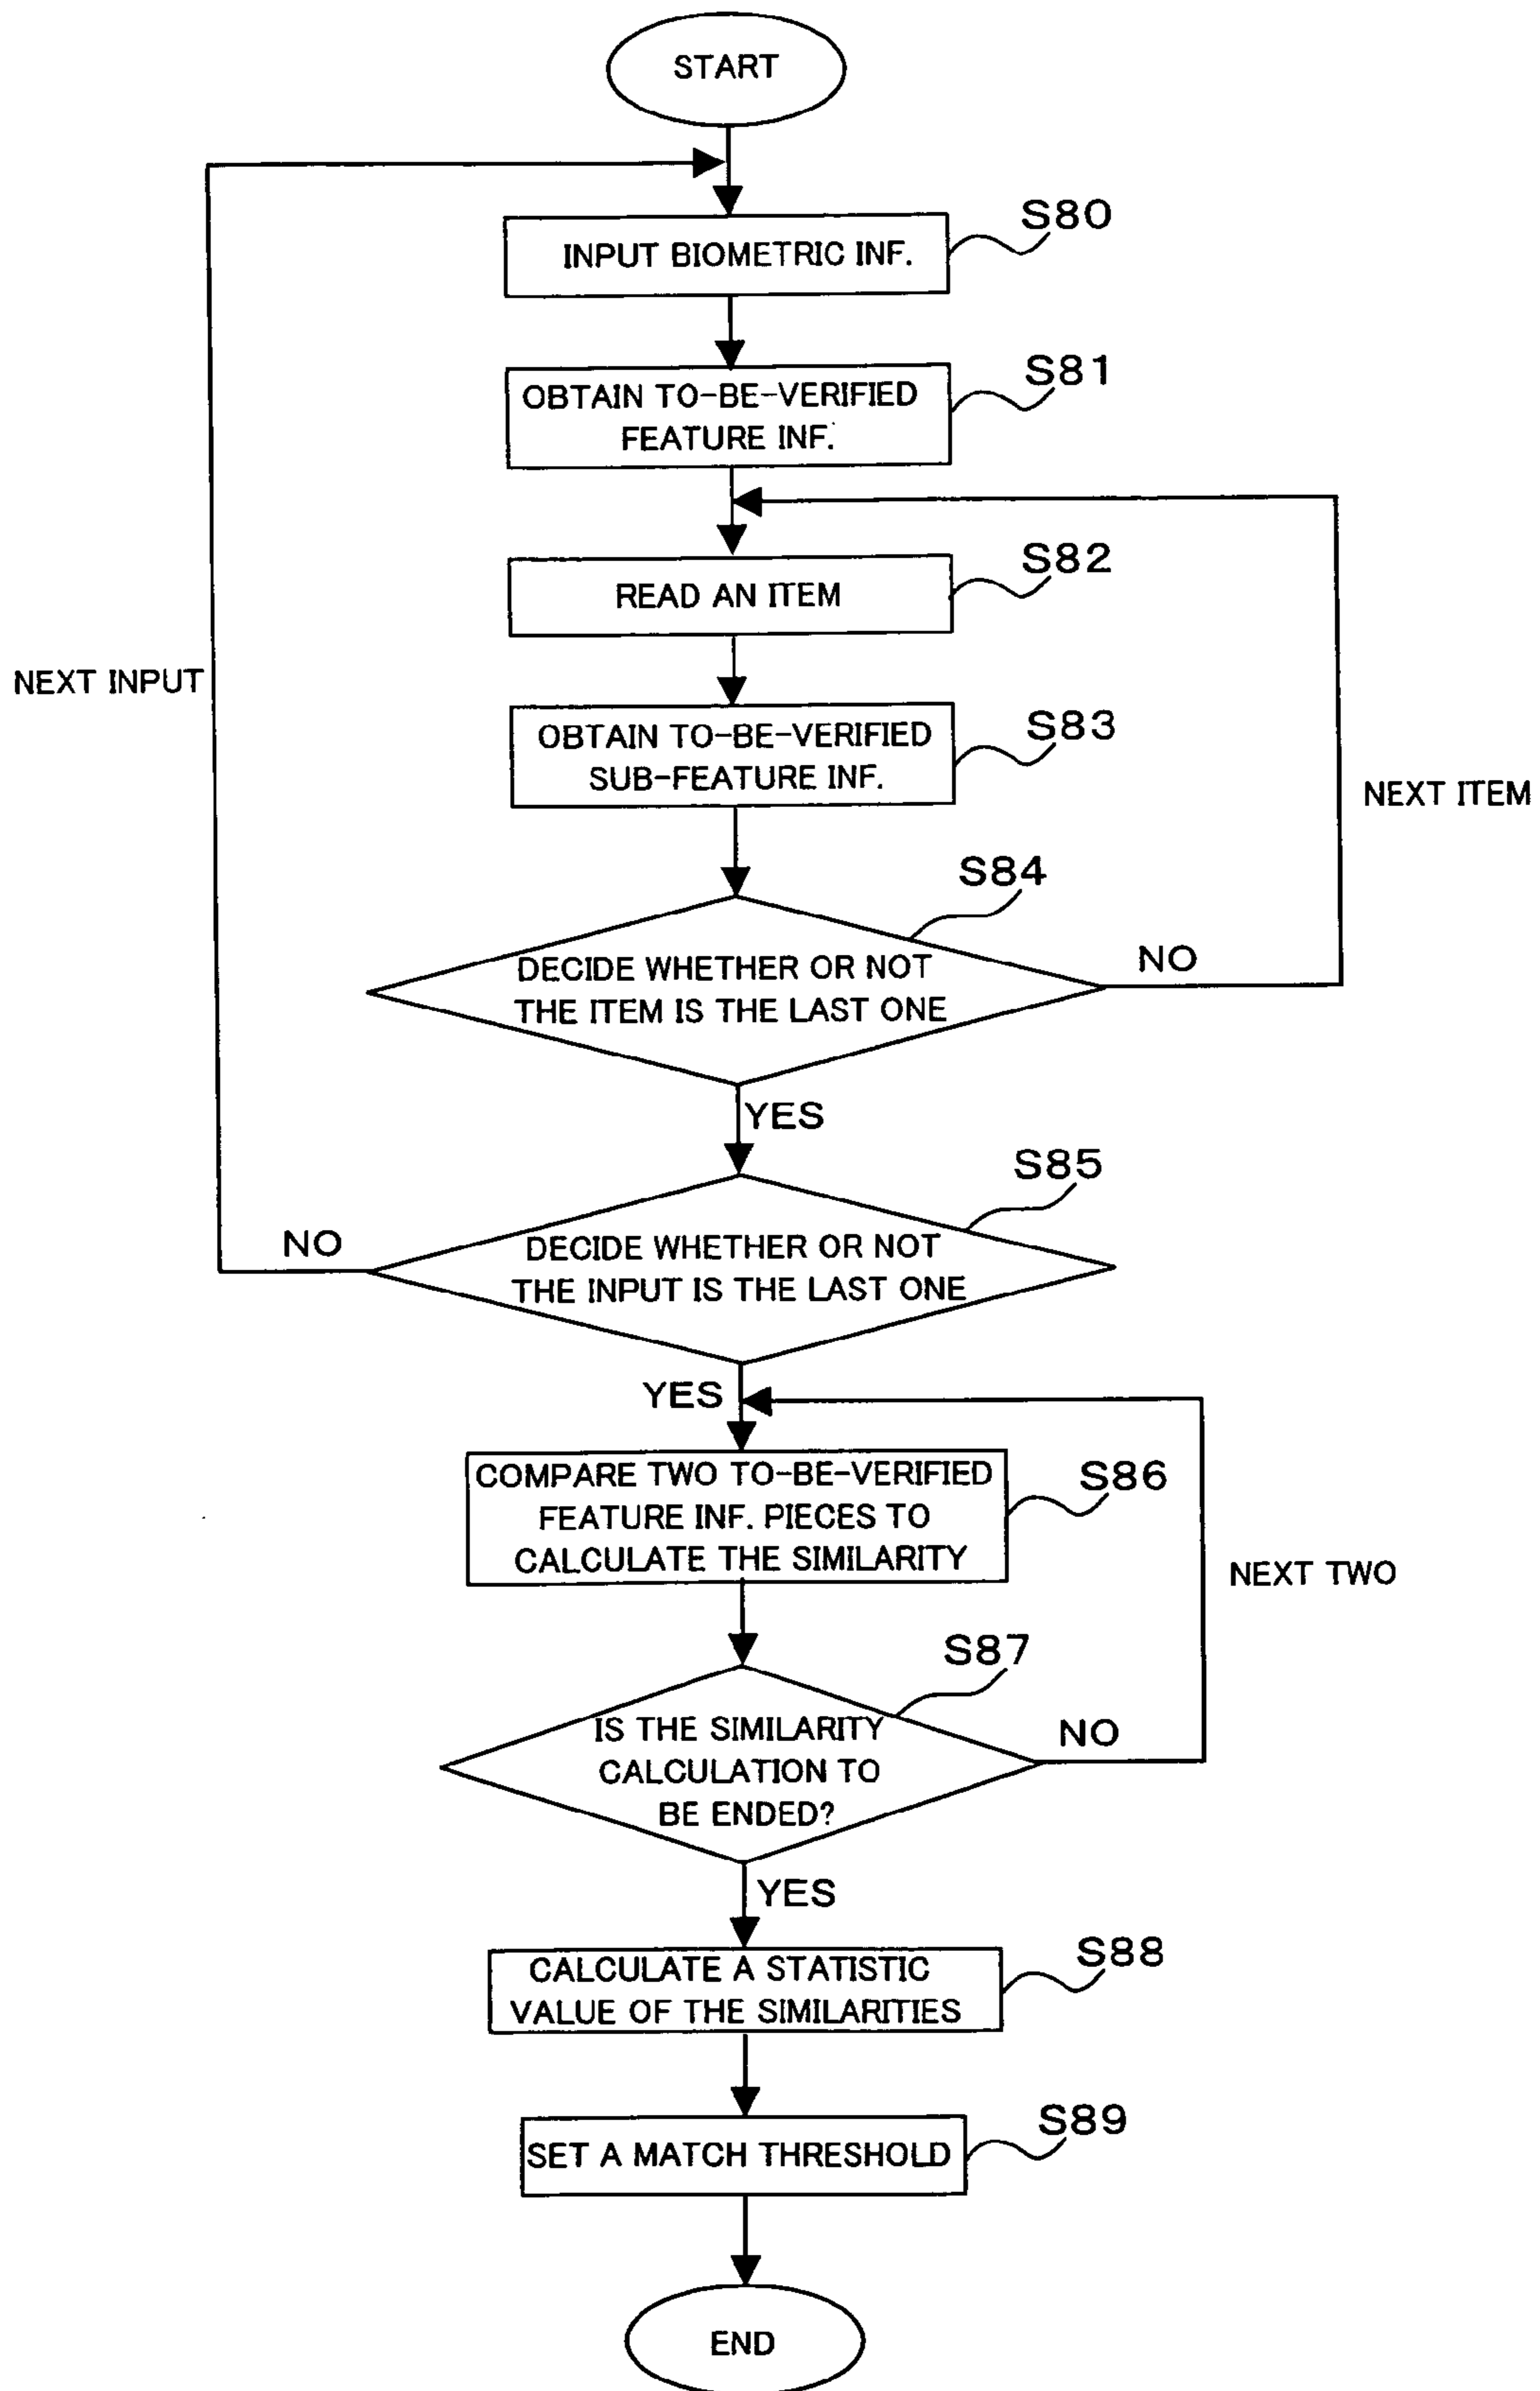 START
S80
INPUT BIOMETRIC INF.
S81
OBTAIN TO-BE-VERIFIED
FEATURE INF.
S82
READ AN ITEM
NEXT INPUT
S83
OBTAIN TO-BE-VERIFIED
SUB-FEATURE INF.
NEXT ITEM
S84
NO
DECIDE WHETHER OR NOT
THE ITEM IS THE LAST ONE
YES
S85
NO
DECIDE WHETHER OR NOT
THE INPUT IS THE LAST ONE
YES
COMPARE TWO TO-BE-VERIFIED
FEATURE INF. PIECES TO
CALCULATE THE SIMILARITY
S86
NEXT TWO
S87
IS THE SIMILARITY
CALCULATION TO
BE ENDED?
NO
YES
S88
CALCULATE A STATISTIC
VALUE OF THE SIMILARITIES
S89
SET A MATCH THRESHOLD
END